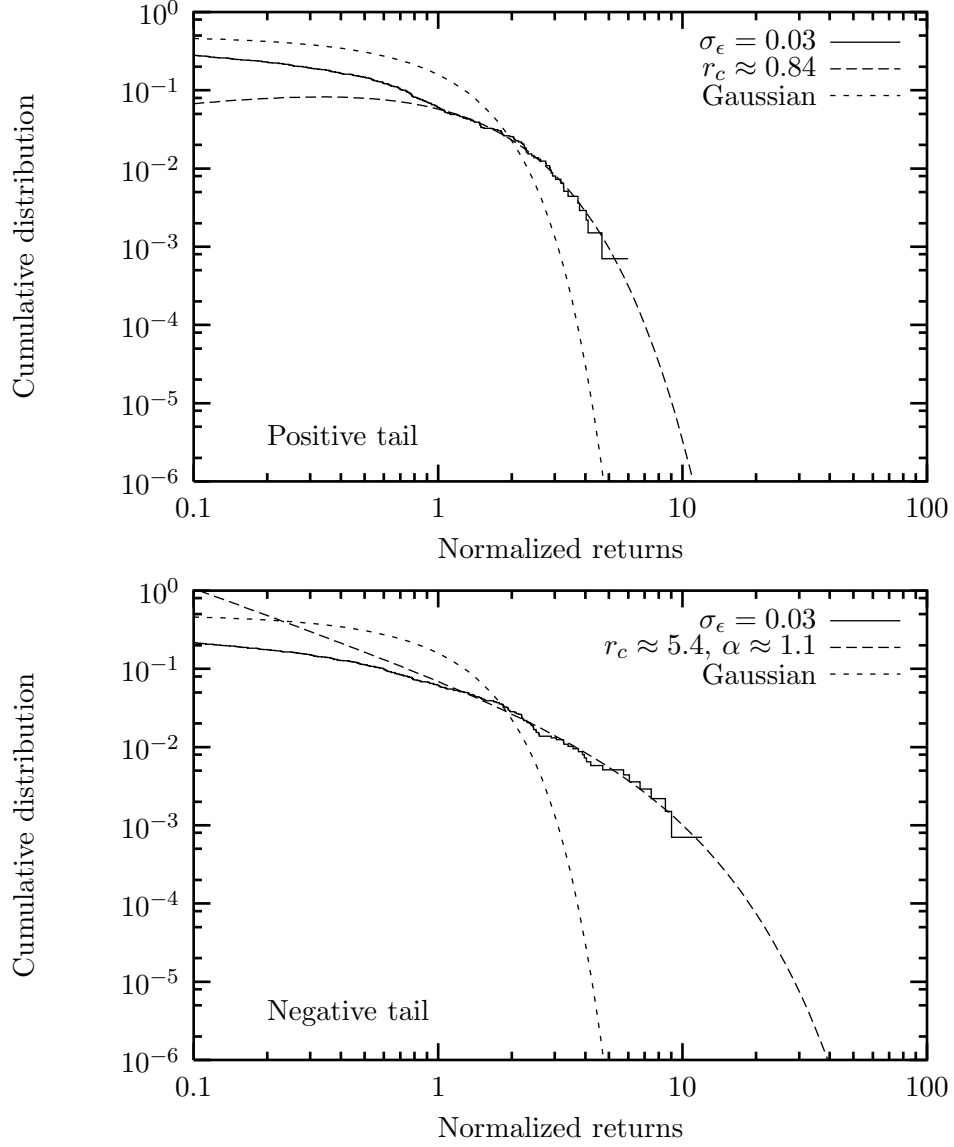 10^0
10^-1
10^-2
10^-3
10^-4
10^-5
10^-6
Cumulative distribution
σ_ϵ = 0.03
r_c ≈ 0.84
Gaussian
Positive tail
0.1 1 10 100
Normalized returns
10^0
10^-1
10^-2
10^-3
10^-4
10^-5
10^-6
Cumulative distribution
σ_ϵ = 0.03
r_c ≈ 5.4, α ≈ 1.1
Gaussian
Negative tail
0.1 1 10 100
Normalized returns